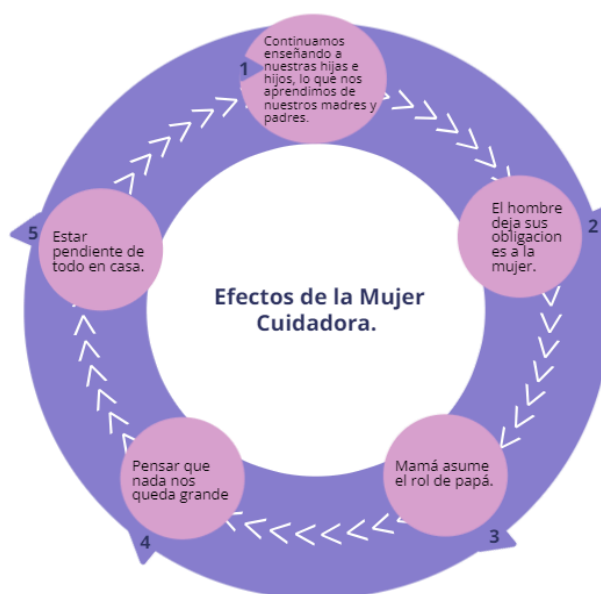 1
Continuamos
enseñando a
nuestras hijas e
hijos, lo que nos
aprendimos de
nuestros madres y
padres.
2
El hombre
deja sus
obligacion
es a la
mujer.
3
Mamá asume
el rol de papá.
4
Pensar que
nada nos
queda grande
5
Estar
pendiente de
todo en casa.
Efectos de la Mujer
Cuidadora.